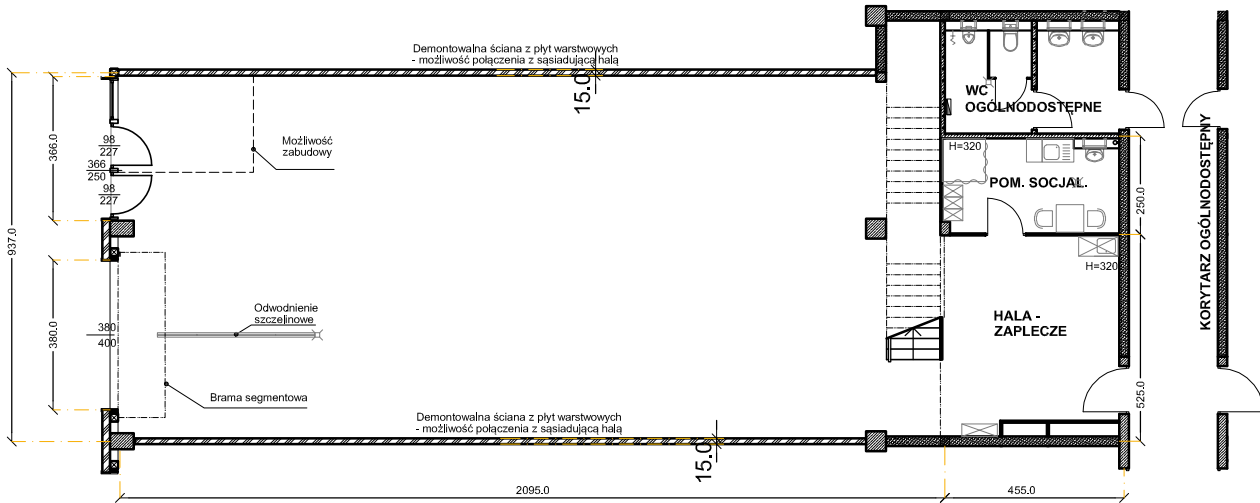 Demontowalna ściana z płyt warstwowych
- możliwość połączenia z sąsiadującą halą
15.0
WC
OGÓLNODOSTĘPNE
98
227
366
250
98
227
366.0
937.0
Możliwość
zabudowy
H=320
POM. SOCJAL.
250.0
KORYTARZ OGÓLNODOSTĘPNY
H=320
380.0
380
400
Odwodnienie
szczelinowe
HALA -
ZAPLECZE
Brama segmentowa
525.0
Demontowalna ściana z płyt warstwowych
- możliwość połączenia z sąsiadującą halą
15.0
2095.0
455.0